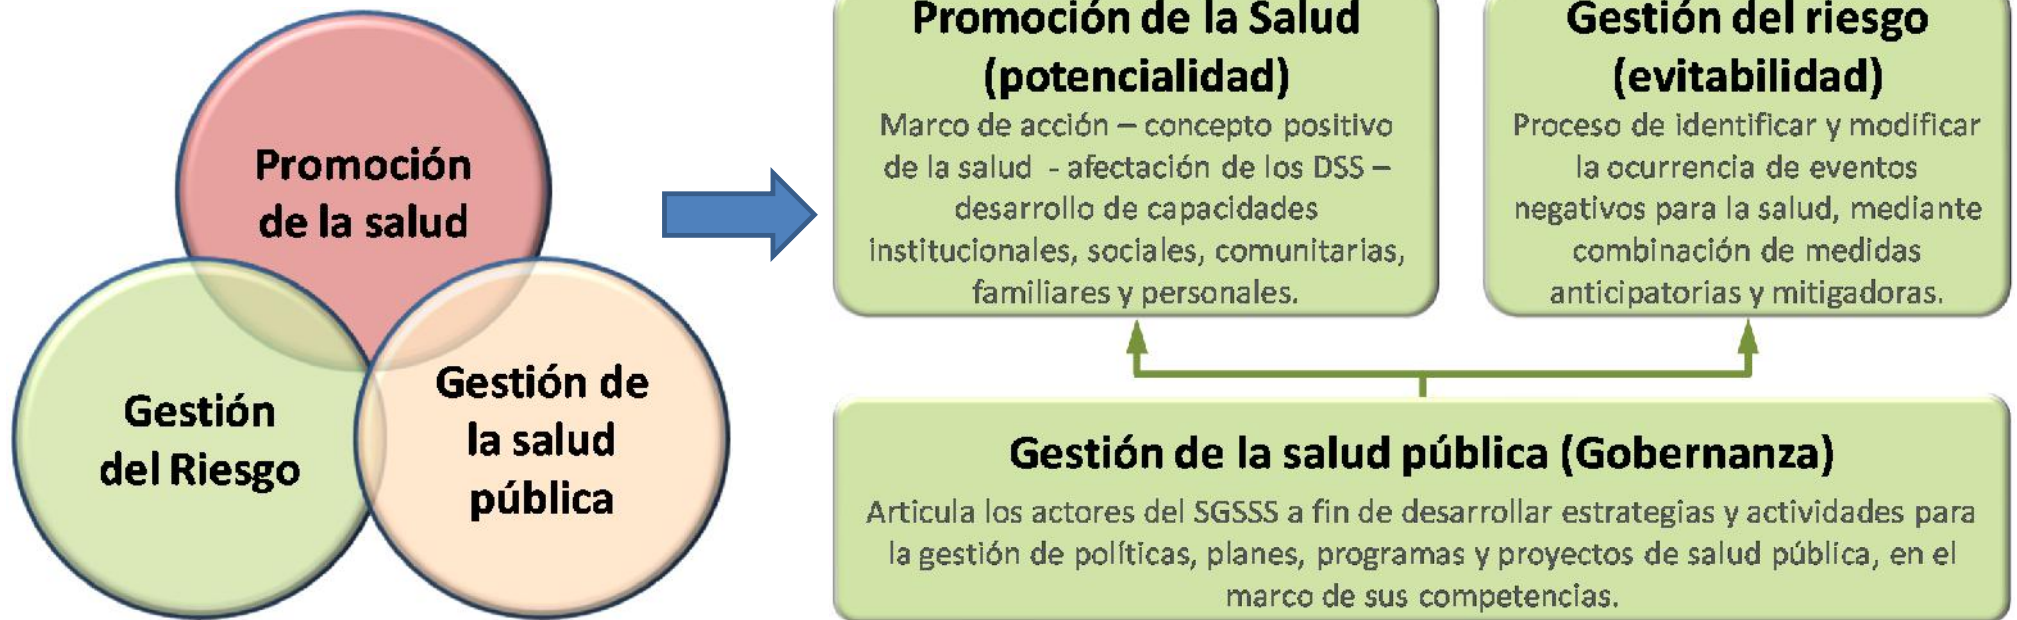 Promoción
de la salud
Gestión
del Riesgo
Gestión de
la salud
pública
Promoción de la Salud
(potencialidad)
Marco de acción – concepto positivo
de la salud - afectación de los DSS –
desarrollo de capacidades
institucionales, sociales, comunitarias,
familiares y personales.
Gestión del riesgo
(evitabilidad)
Proceso de identificar y modificar
la ocurrencia de eventos
negativos para la salud, mediante
combinación de medidas
anticipatorias y mitigadoras.
Gestión de la salud pública (Gobernanza)
Articula los actores del SGSSS a fin de desarrollar estrategias y actividades para
la gestión de políticas, planes, programas y proyectos de salud pública, en el
marco de sus competencias.